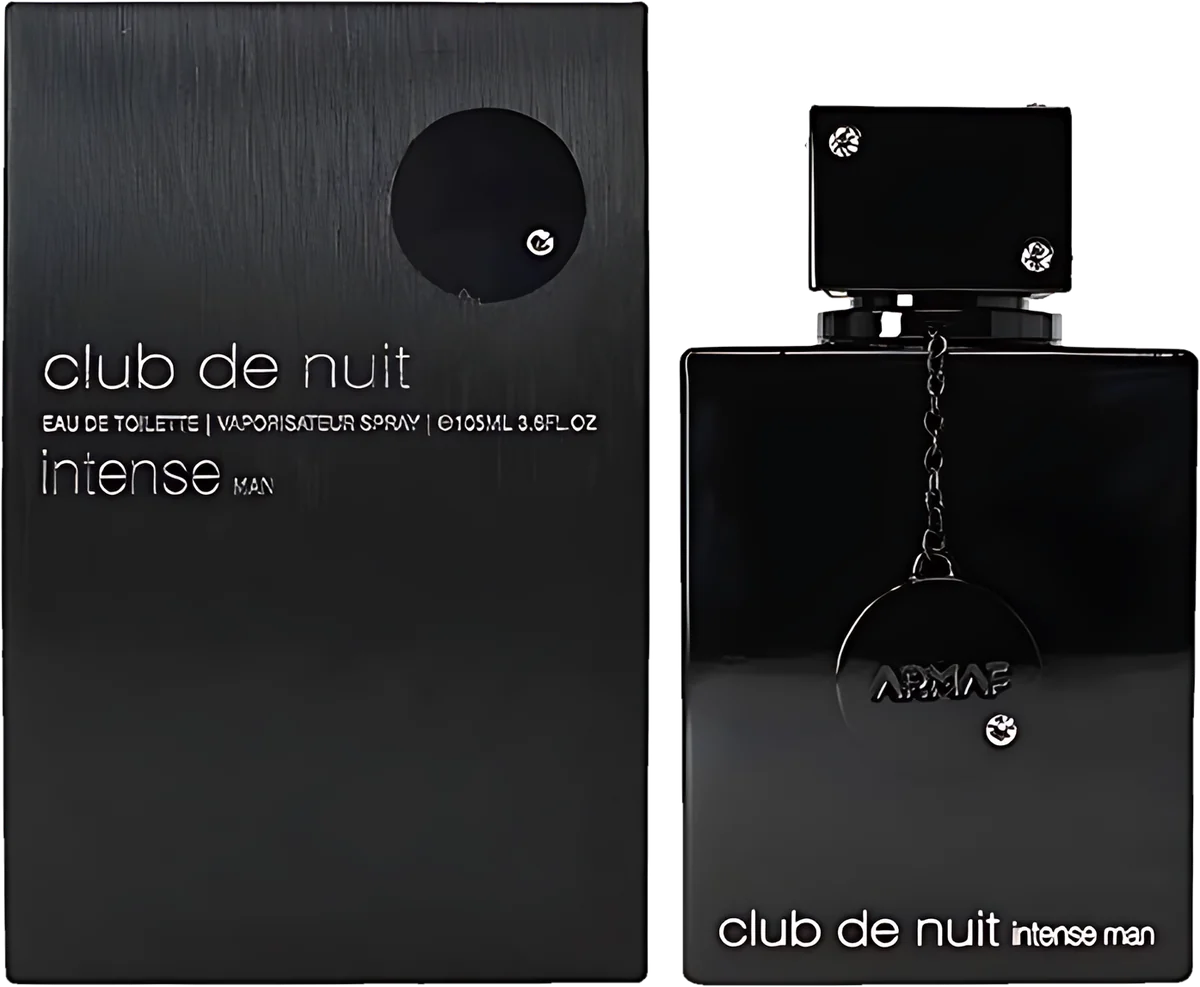 club de nuit
EAU DE TOILETTE | VAPORISATEUR SPRAY | ℮105ML 3.6FL.OZ
intense MAN
ARMAF
club de nuit intense man